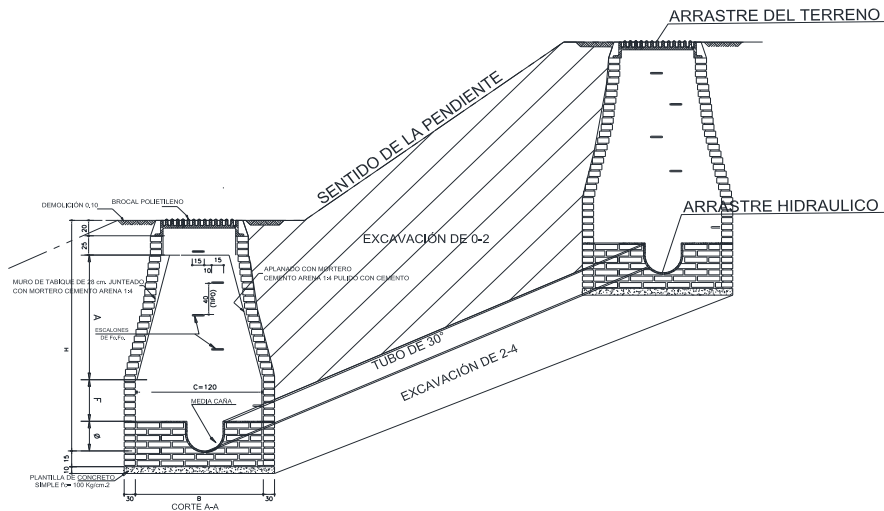 ARRASTRE DEL TERRENO
SENTIDO DE LA PENDIENTE
DEMOLICIÓN 0,10
BROCAL POLIETILENO
ARRASTRE HIDRAULICO
20
25
EXCAVACIÓN DE 0-2
15 15
10
APLANADO CON MORTERO
CEMENTO ARENA 1:4 PULIDO CON CEMENTO
MURO DE TABIQUE DE 28 cm. JUNTEADO
CON MORTERO CEMENTO ARENA 1:4
40
(TIPO)
A
H
ESCALONES
DE Fo.Fo.
TUBO DE 30°
EXCAVACIÓN DE 2-4
C=120
F
MEDIA CAÑA
Ø
15
10
PLANTILLA DE CONCRETO
SIMPLE f'c= 100 Kg/cm.2
30 B 30
CORTE A-A